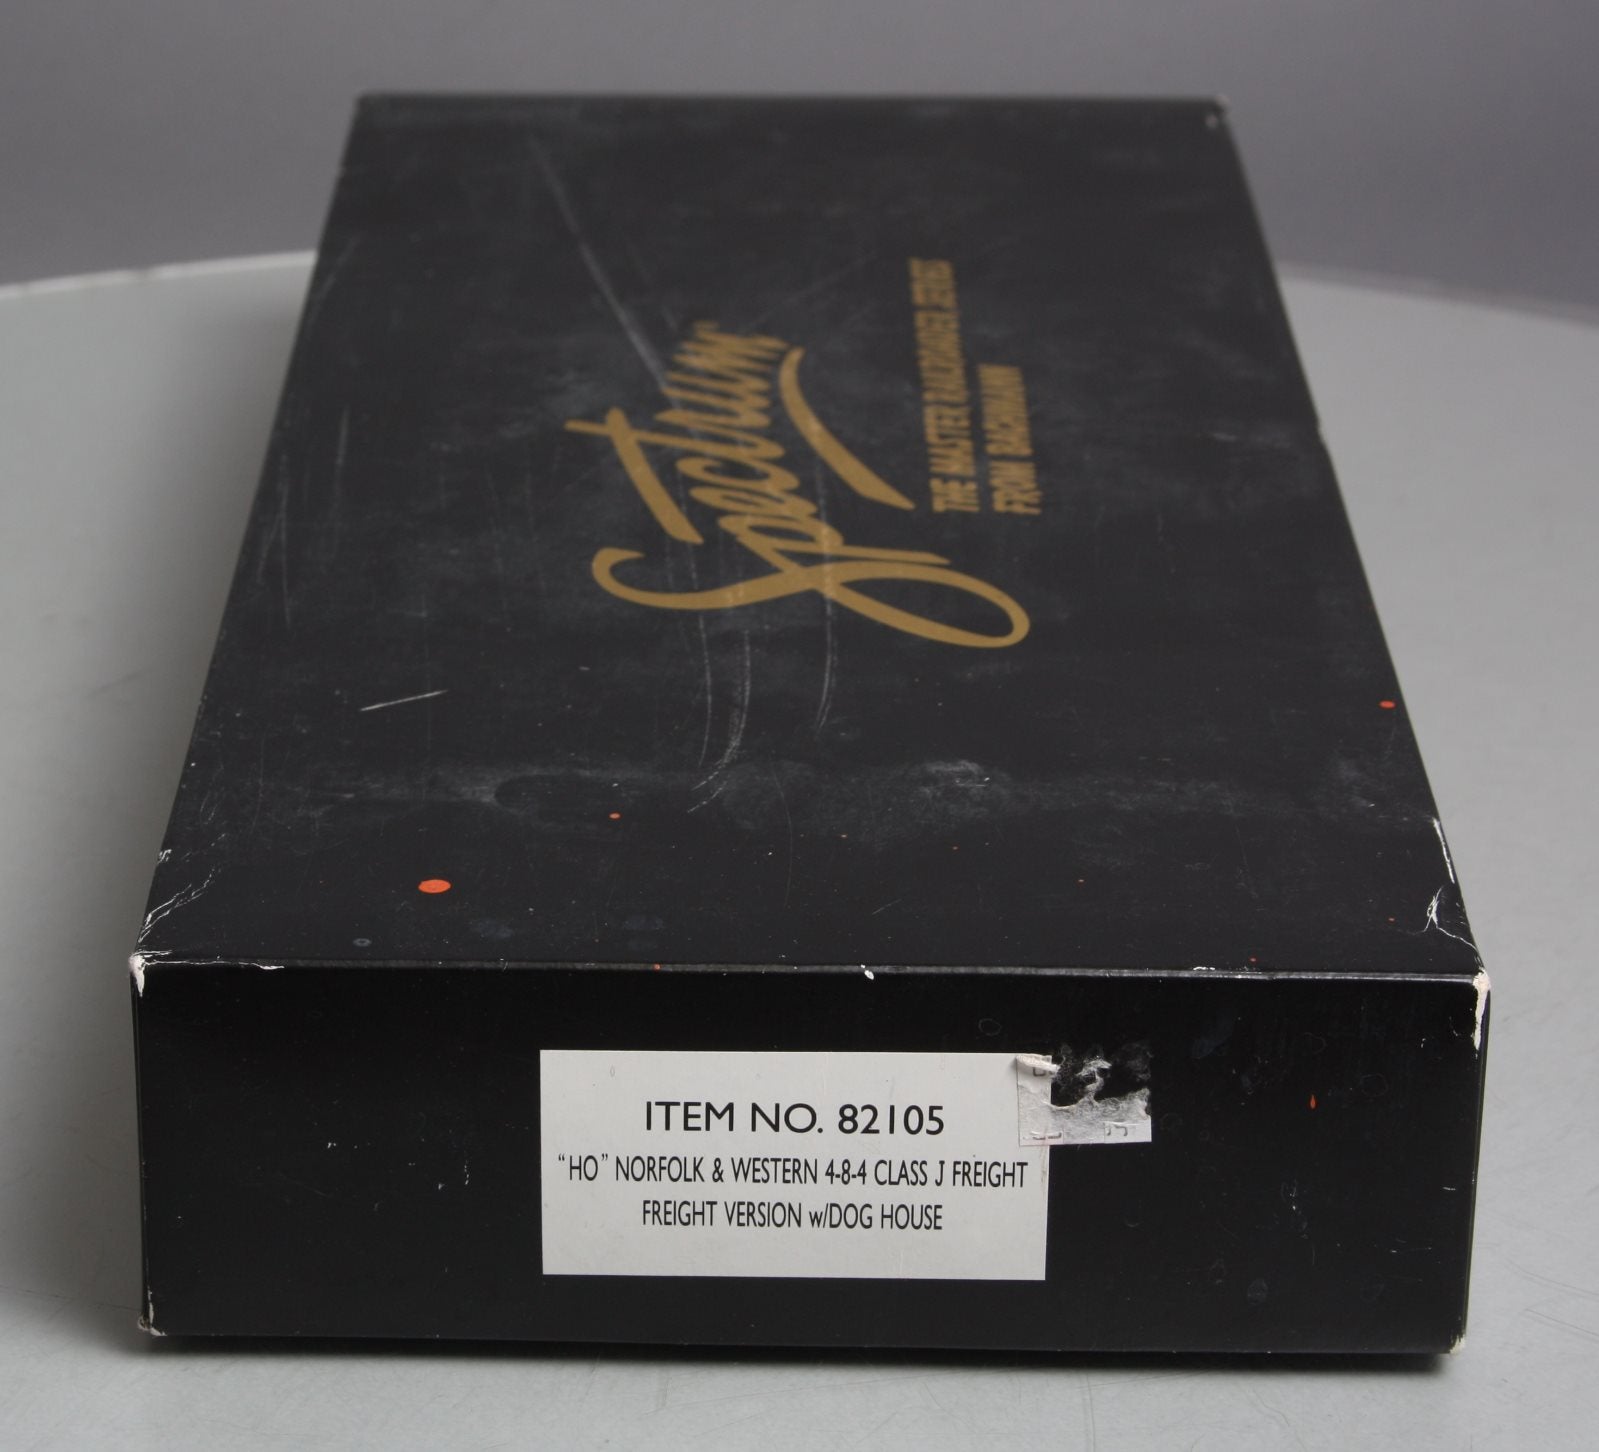 Spectrum
THE MASTER RAILROADER SERIES
FROM BACHMANN
ITEM NO. 82105
“HO” NORFOLK & WESTERN 4-8-4 CLASS J FREIGHT
FREIGHT VERSION w/DOG HOUSE